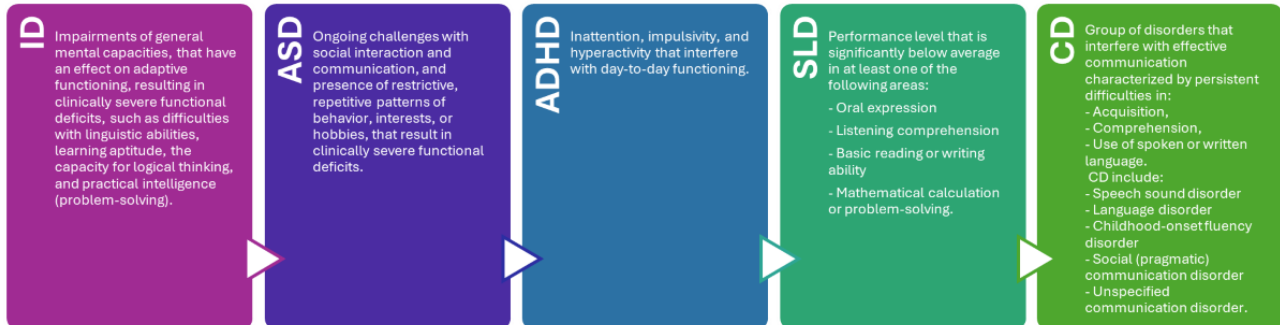 ID
Impairments of general
mental capacities, that have
an effect on adaptive
functioning, resulting in
clinically severe functional
deficits, such as difficulties
with linguistic abilities,
learning aptitude, the
capacity for logical thinking,
and practical intelligence
(problem-solving).
ASD
Ongoing challenges with
social interaction and
communication, and
presence of restrictive,
repetitive patterns of
behavior, interests, or
hobbies, that result in
clinically severe functional
deficits.
ADHD
Inattention, impulsivity, and
hyperactivity that interfere
with day-to-day functioning.
SLD
Performance level that is
significantly below average
in at least one of the
following areas:
- Oral expression
- Listening comprehension
- Basic reading or writing
ability
- Mathematical calculation
or problem-solving.
CD
Group of disorders that
interfere with effective
communication
characterized by persistent
difficulties in:
- Acquisition,
- Comprehension,
- Use of spoken or written
language.
CD include:
- Speech sound disorder
- Language disorder
- Childhood-onset fluency
disorder
- Social (pragmatic)
communication disorder
- Unspecified
communication disorder.